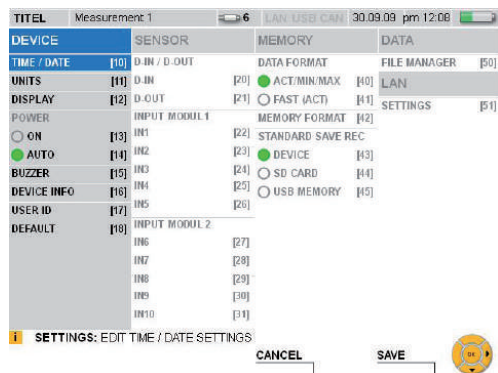 TITEL Measurement 1 6 LAN USB CAN 30.09.09 pm 12:08
DEVICE
TIME / DATE [10]
UNITS [11]
DISPLAY [12]
POWER
ON [13]
AUTO [14]
BUZZER [15]
DEVICE INFO [16]
USER ID [17]
DEFAULT [18]
SENSOR
D-IN / D-OUT
D-IN [20]
D-OUT [21]
INPUT MODUL 1
IN1 [22]
IN2 [23]
IN3 [24]
IN4 [25]
IN5 [26]
INPUT MODUL 2
IN6 [27]
IN7 [28]
IN8 [29]
IN9 [30]
IN10 [31]
MEMORY
DATA FORMAT
ACT/MIN/MAX [40]
FAST (ACT) [41]
MEMORY FORMAT [42]
STANDARD SAVE REC
DEVICE [43]
SD CARD [44]
USB MEMORY [45]
DATA
FILE MANAGER [50]
LAN
SETTINGS [51]
i SETTINGS: EDIT TIME / DATE SETTINGS
CANCEL SAVE OK